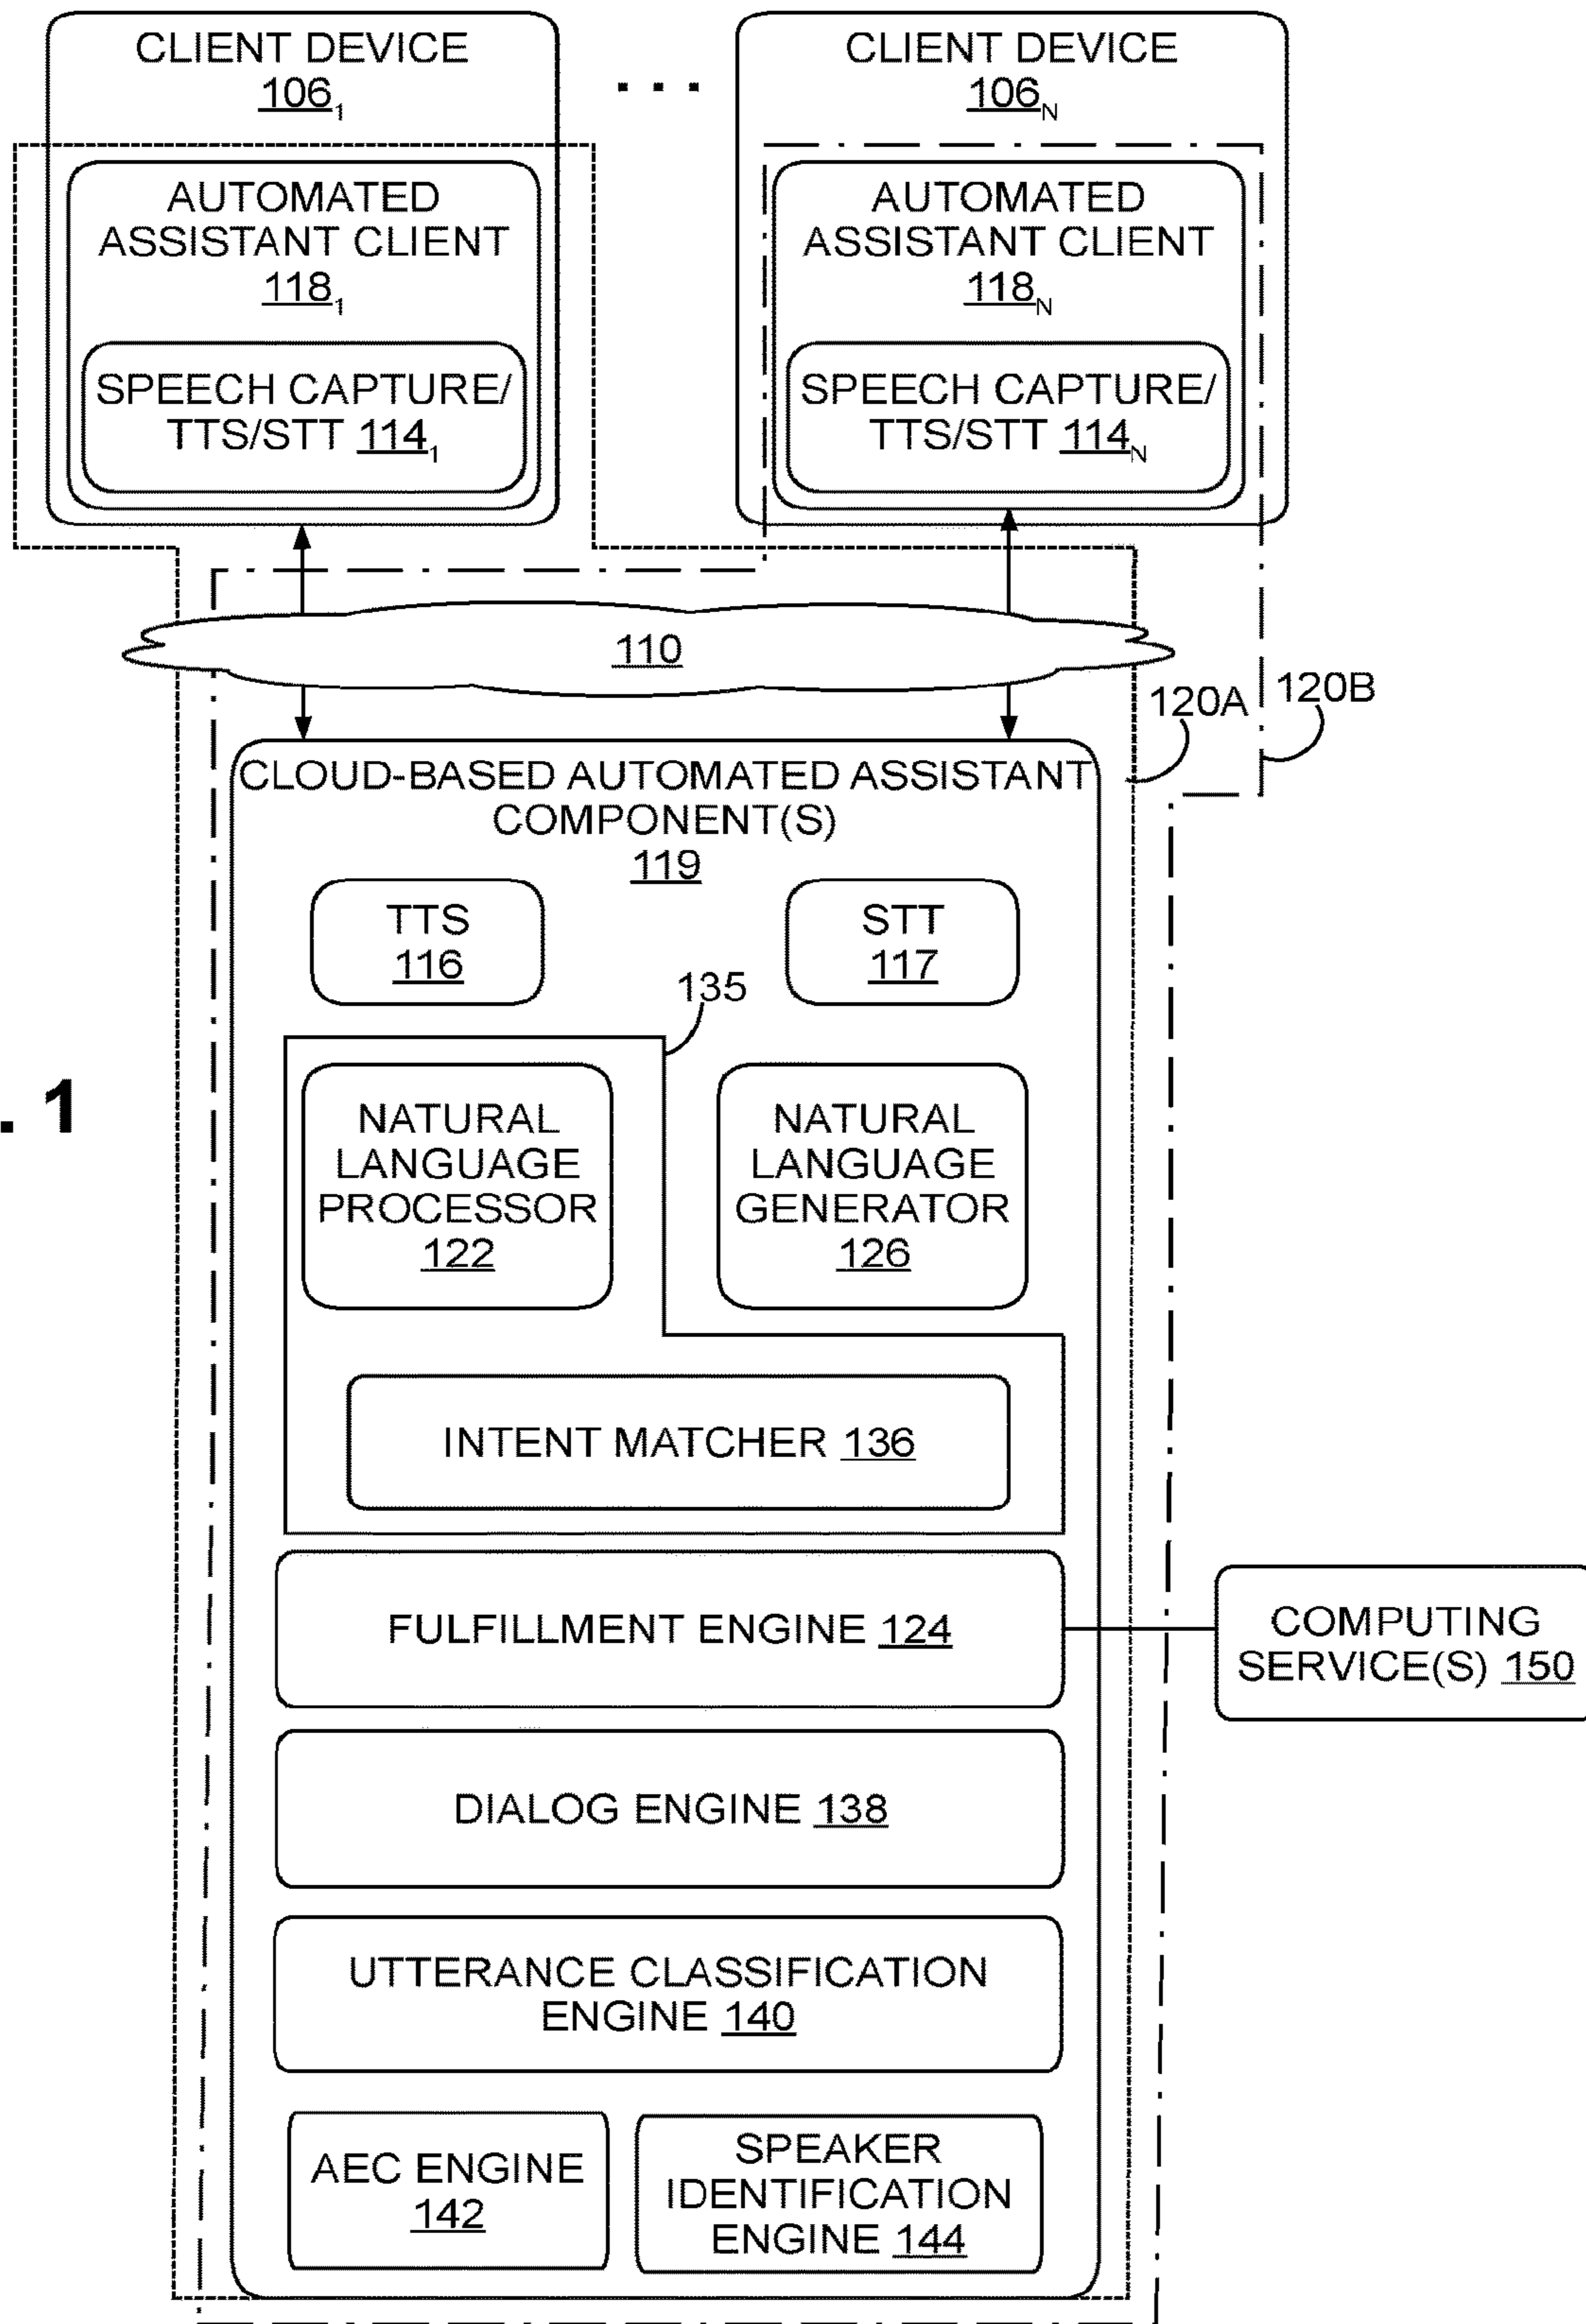 CLIENT DEVICE
106₁
. . .
CLIENT DEVICE
106N
AUTOMATED
ASSISTANT CLIENT
118₁
SPEECH CAPTURE/
TTS/STT 114₁
AUTOMATED
ASSISTANT CLIENT
118N
SPEECH CAPTURE/
TTS/STT 114N
110
120A
120B
CLOUD-BASED AUTOMATED ASSISTANT
COMPONENT(S)
119
TTS
116
STT
117
135
. 1
NATURAL
LANGUAGE
PROCESSOR
122
NATURAL
LANGUAGE
GENERATOR
126
INTENT MATCHER 136
FULFILLMENT ENGINE 124
COMPUTING
SERVICE(S) 150
DIALOG ENGINE 138
UTTERANCE CLASSIFICATION
ENGINE 140
AEC ENGINE
142
SPEAKER
IDENTIFICATION
ENGINE 144